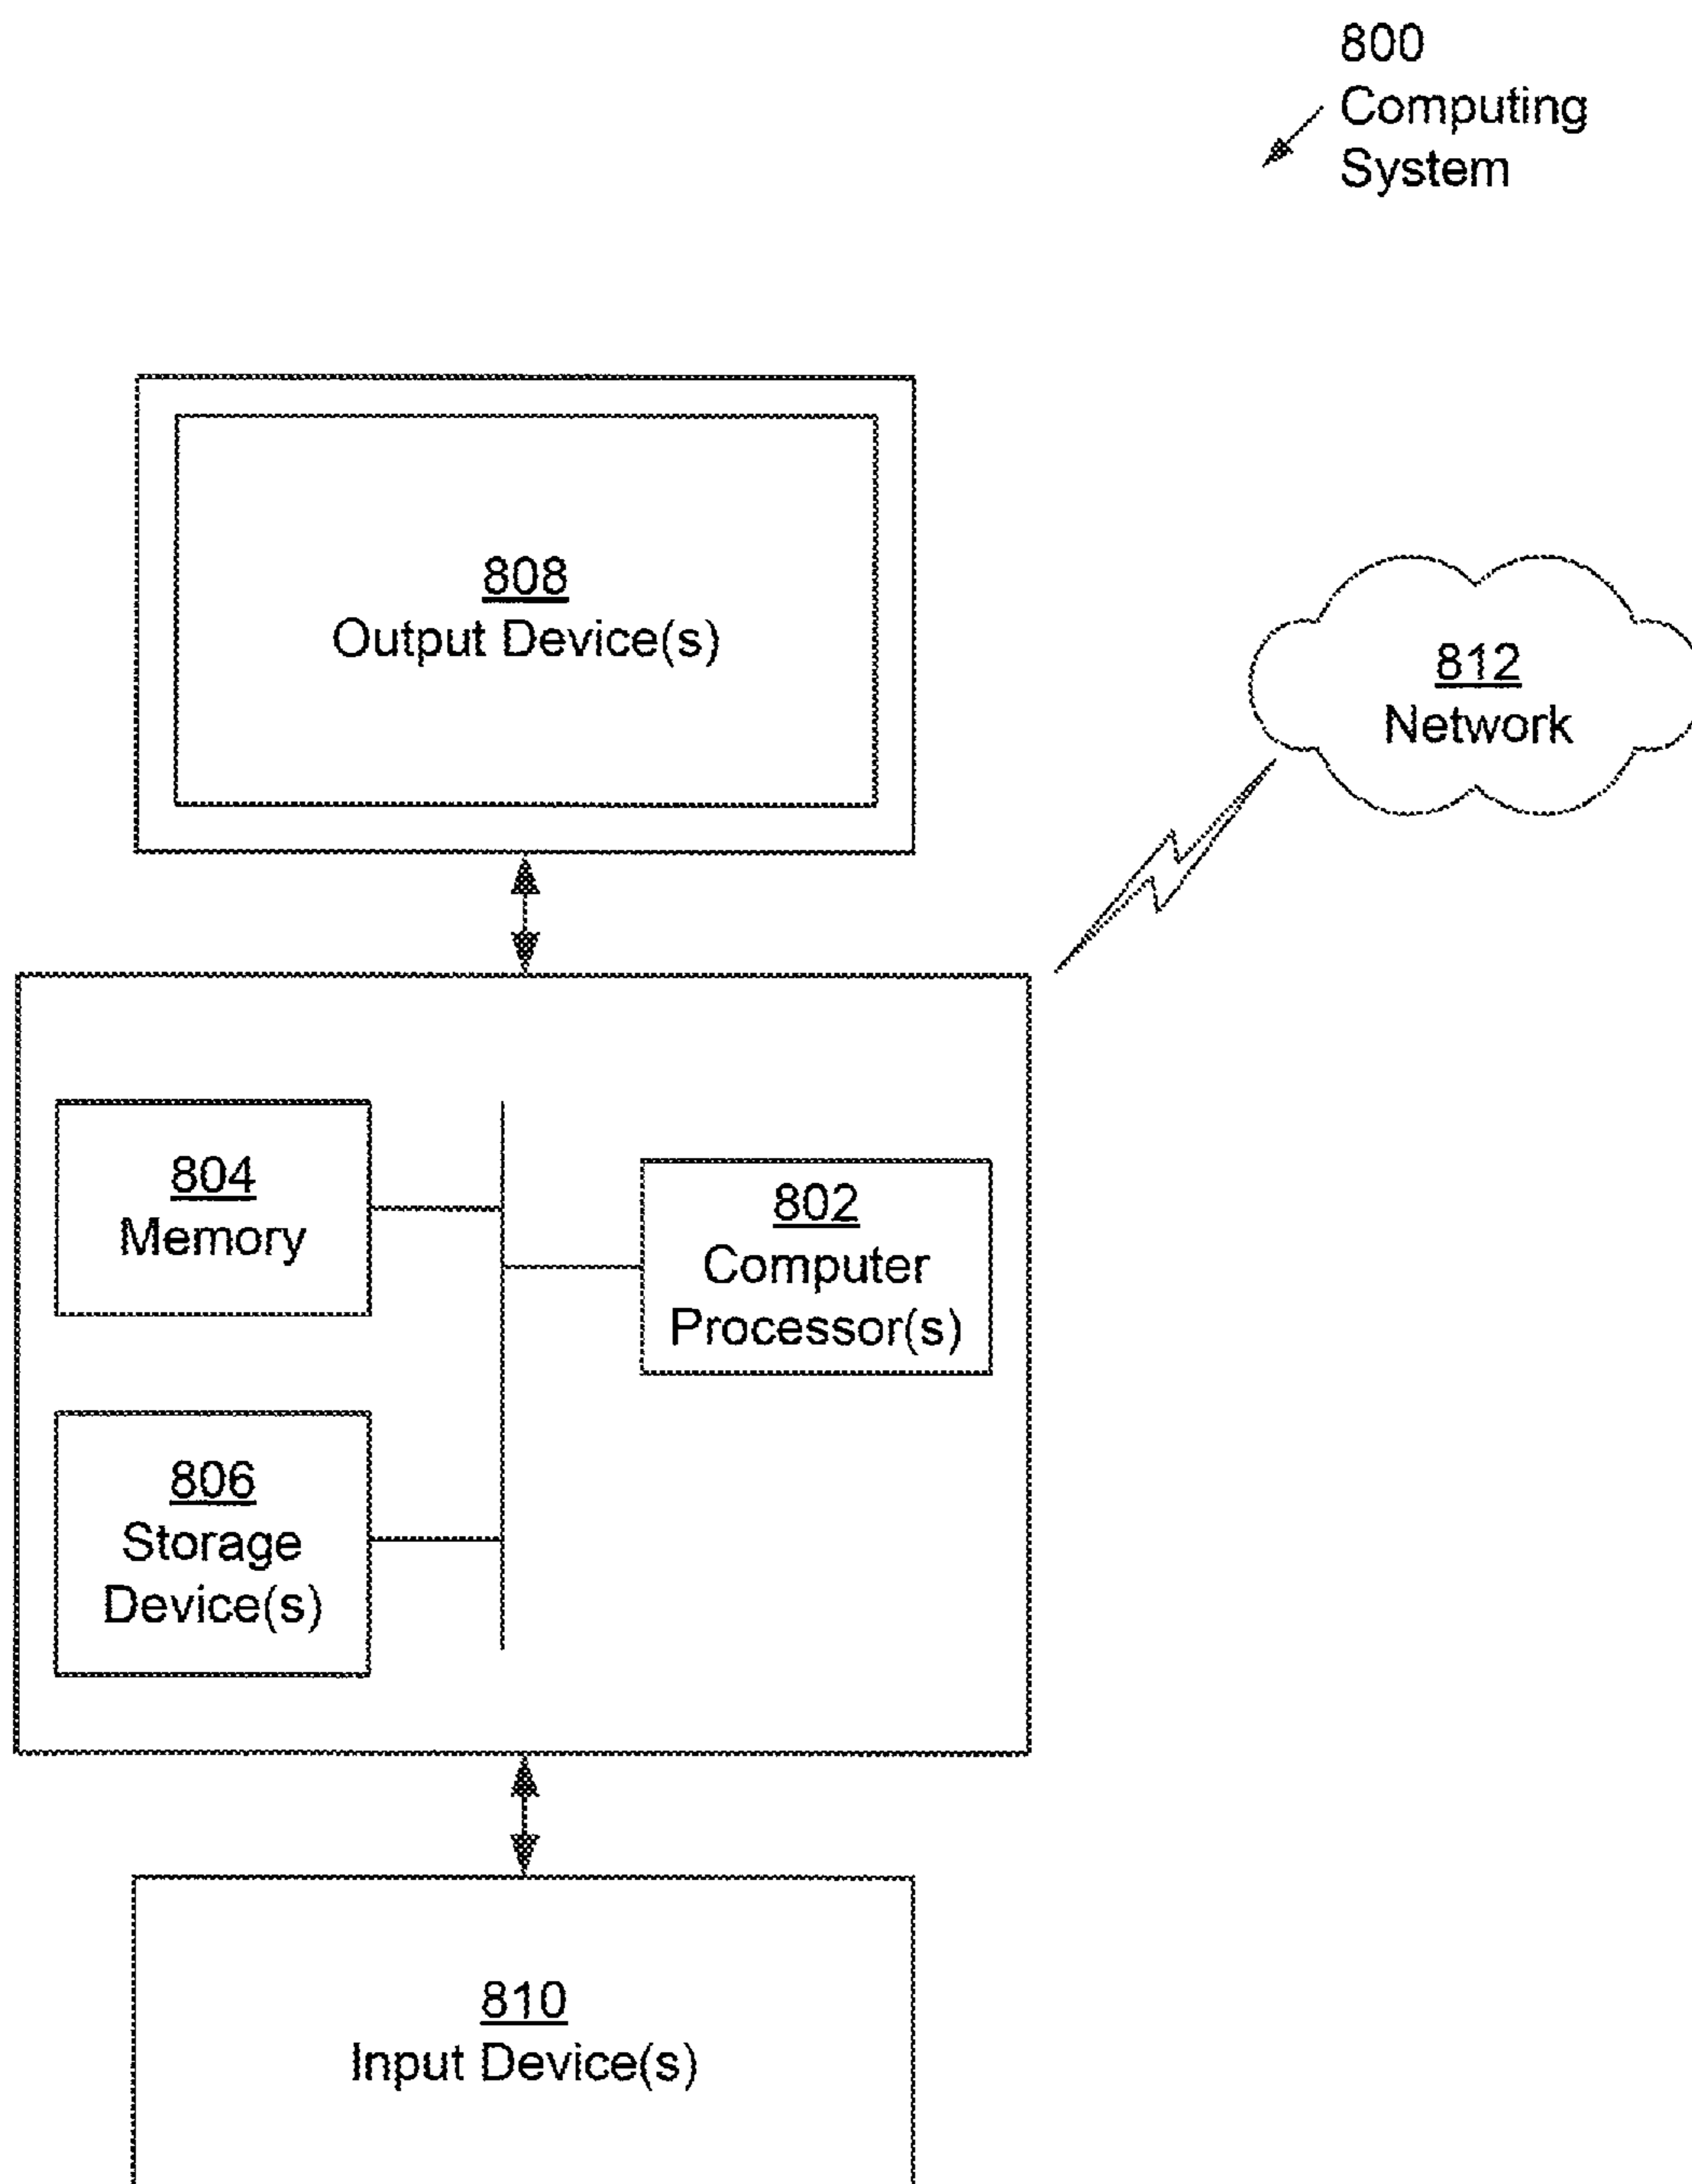 800
Computing
System
808
Output Device(s)
812
Network
804
Memory
802
Computer
Processor(s)
806
Storage
Device(s)
810
Input Device(s)